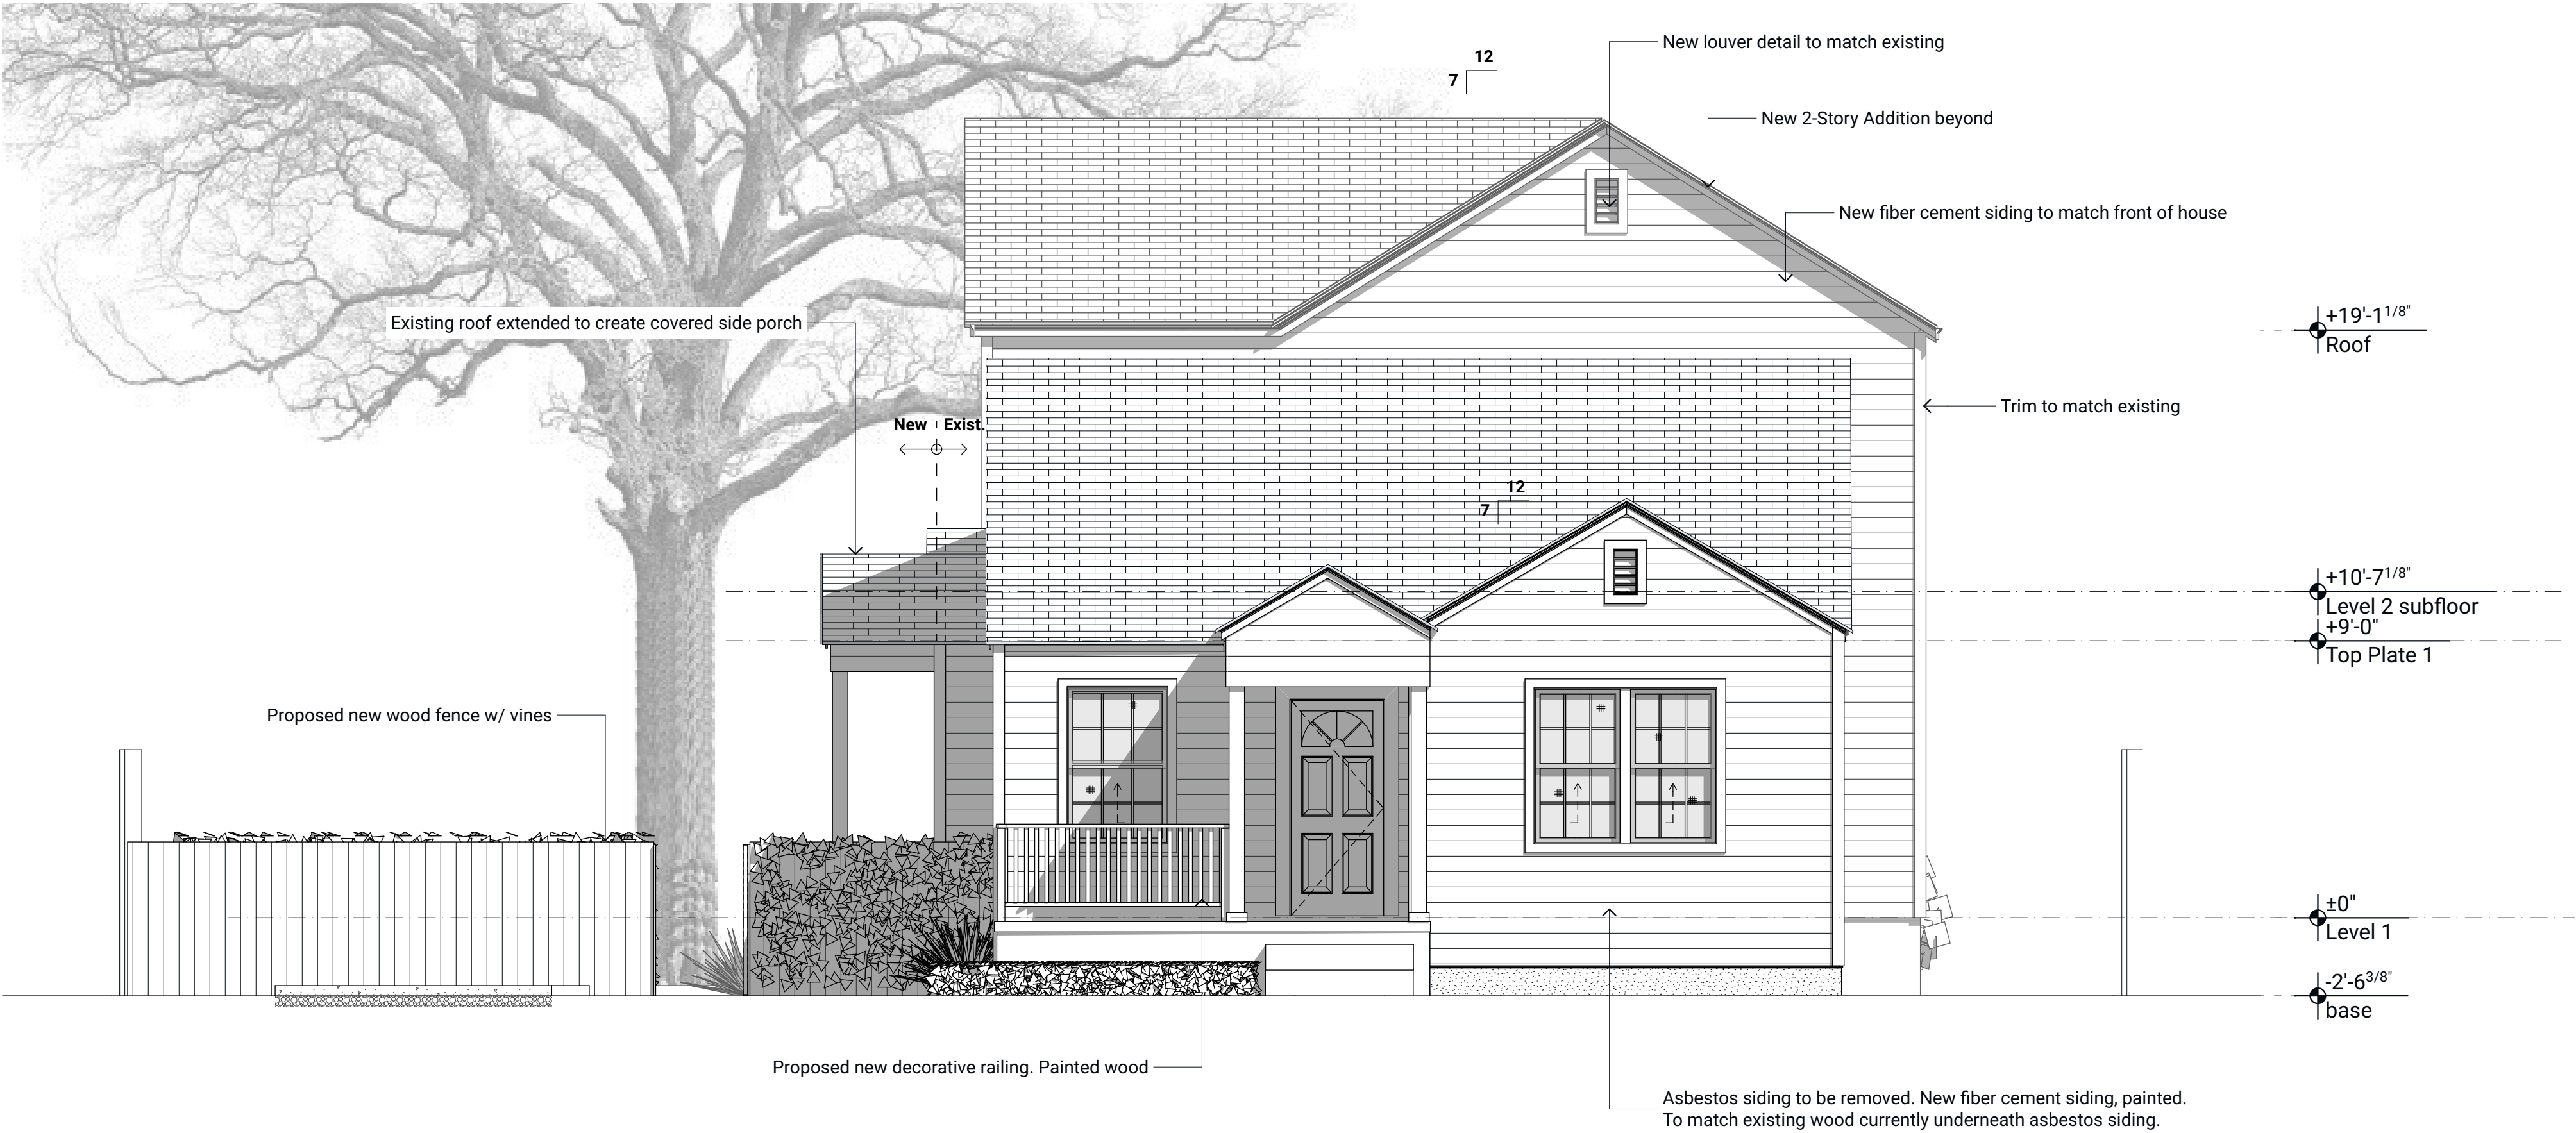 New louver detail to match existing
12
7
New 2-Story Addition beyond
New fiber cement siding to match front of house
+19'-1 1/8"
Roof
Existing roof extended to create covered side porch
Trim to match existing
New Exist.
12
7
+10'-7 1/8"
Level 2 subfloor
+9'-0"
Top Plate 1
Proposed new wood fence w/ vines
±0"
Level 1
-2'-6 3/8"
base
Proposed new decorative railing. Painted wood
Asbestos siding to be removed. New fiber cement siding, painted.
To match existing wood currently underneath asbestos siding.